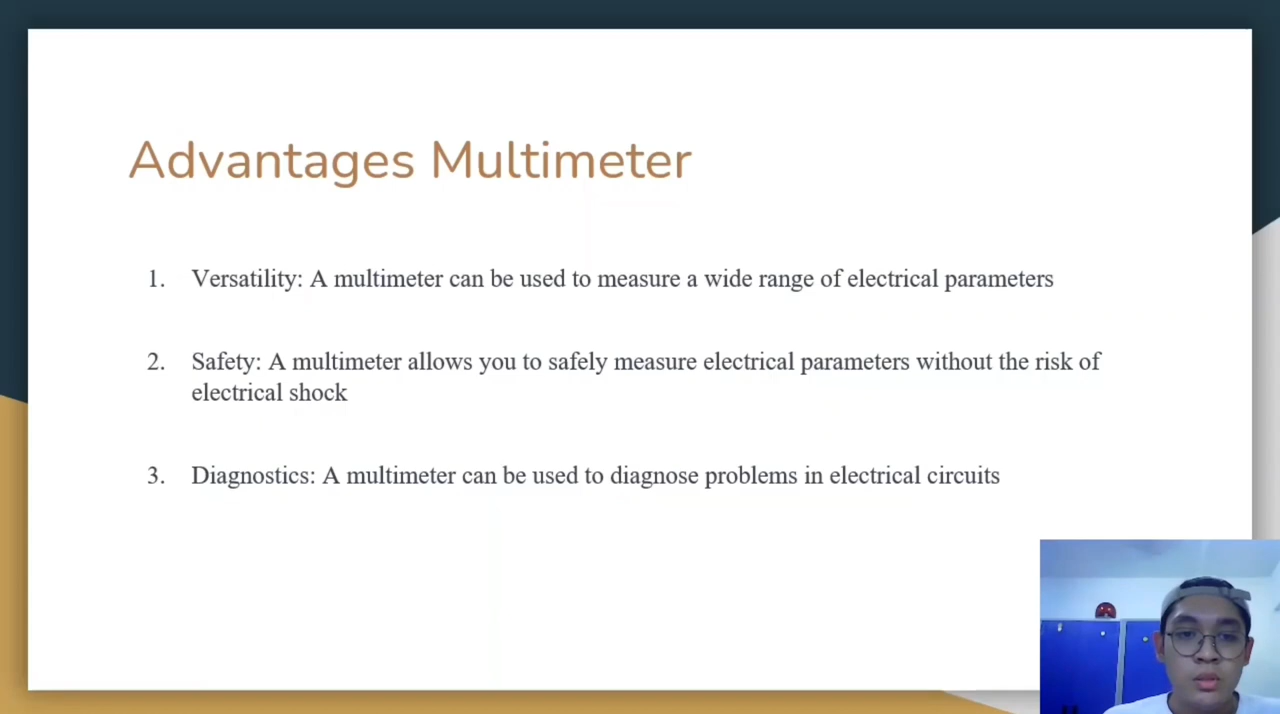 Advantages Multimeter
1. Versatility: A multimeter can be used to measure a wide range of electrical parameters
2. Safety: A multimeter allows you to safely measure electrical parameters without the risk of
electrical shock
3. Diagnostics: A multimeter can be used to diagnose problems in electrical circuits